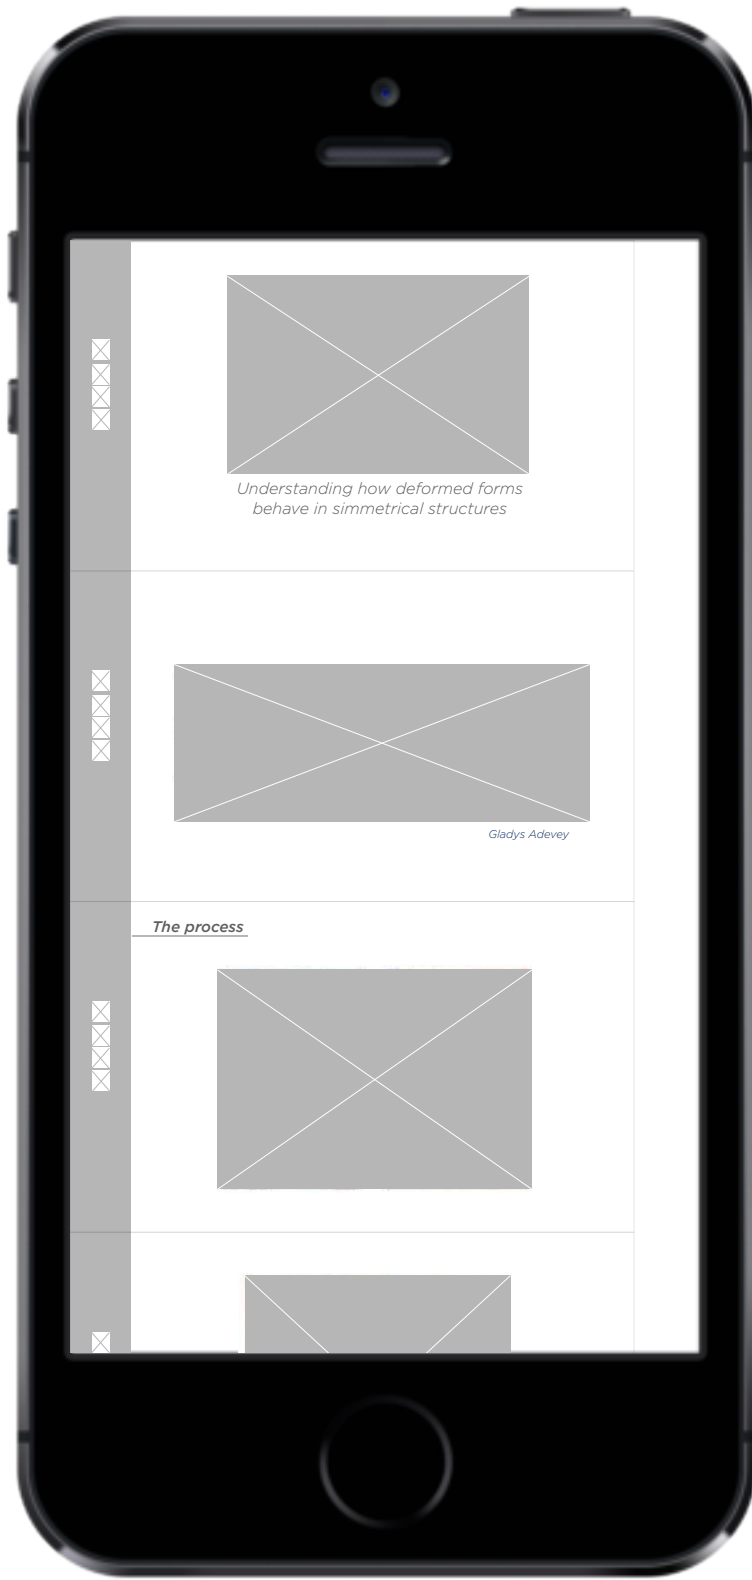 Understanding how deformed forms
behave in simmetrical structures
Gladys Adevey
The process